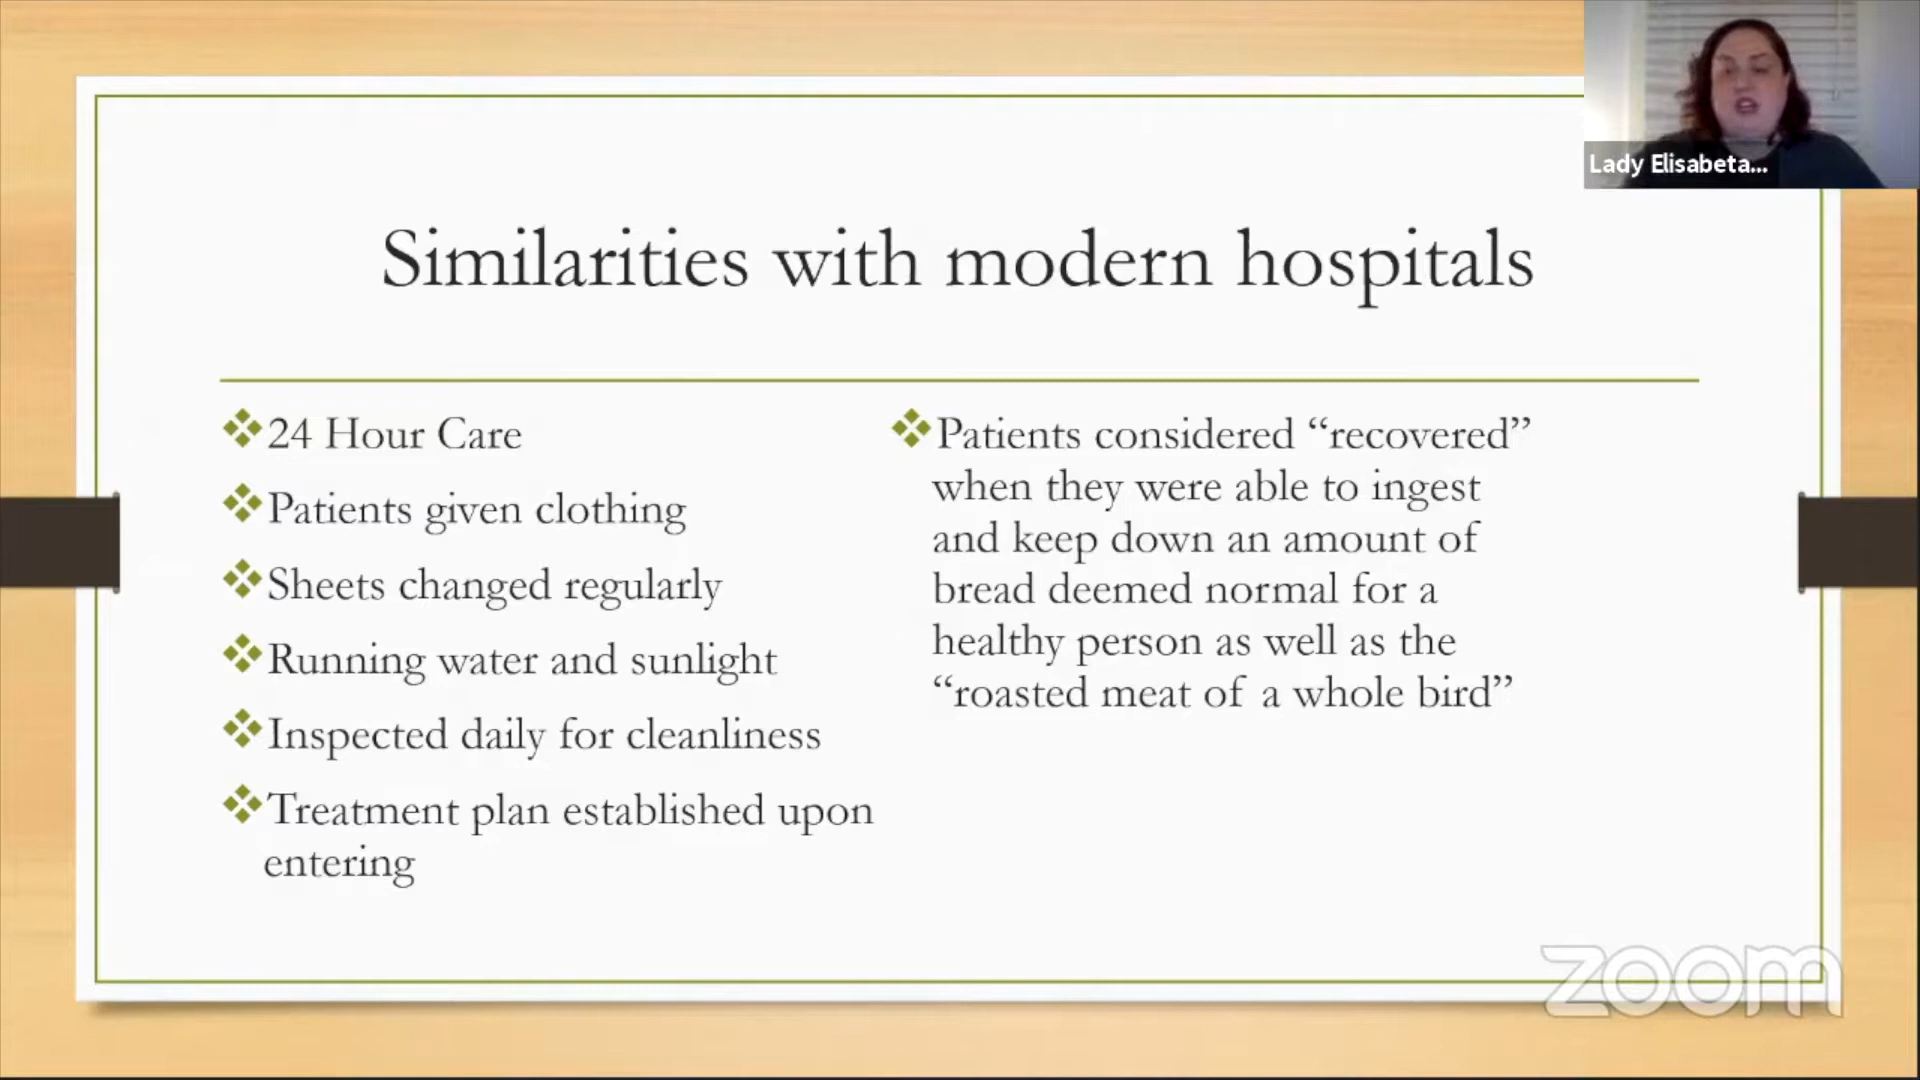 Lady Elisabeta...
Similarities with modern hospitals
24 Hour Care
Patients given clothing
Sheets changed regularly
Running water and sunlight
Inspected daily for cleanliness
Treatment plan established upon
entering
Patients considered “recovered”
when they were able to ingest
and keep down an amount of
bread deemed normal for a
healthy person as well as the
“roasted meat of a whole bird”
zoom